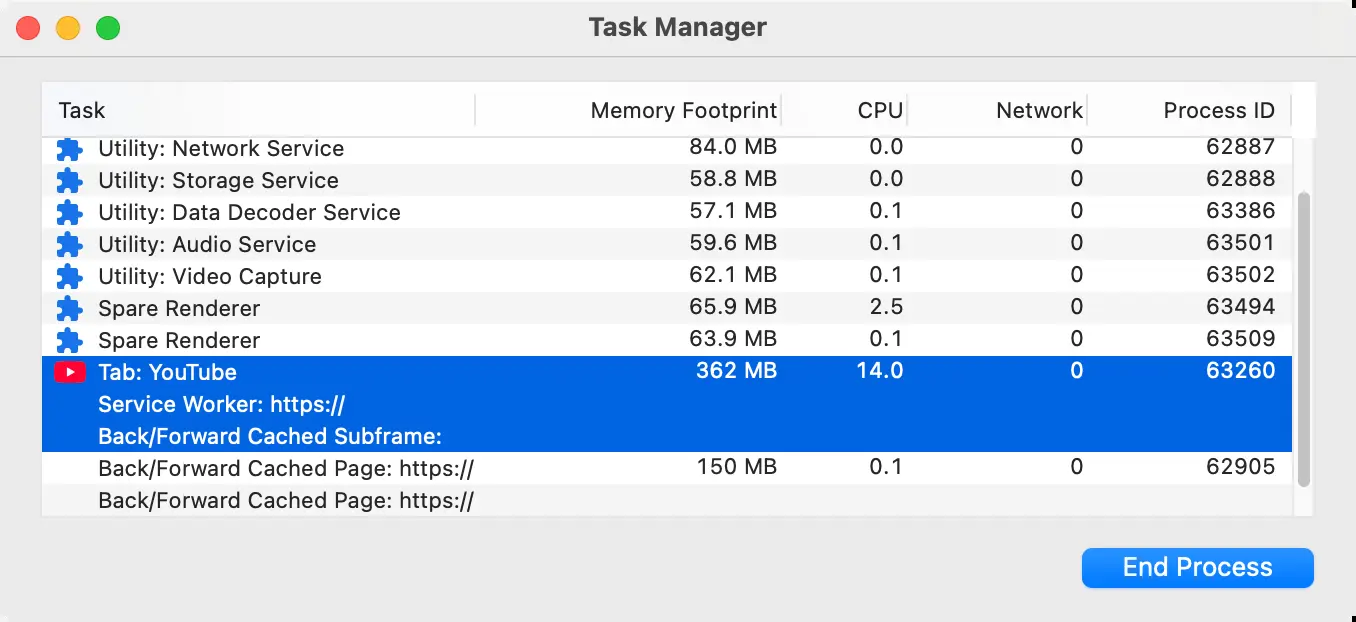 Task Manager
Task Memory Footprint CPU Network Process ID
Utility: Network Service 84.0 MB 0.0 0 62887
Utility: Storage Service 58.8 MB 0.0 0 62888
Utility: Data Decoder Service 57.1 MB 0.1 0 63386
Utility: Audio Service 59.6 MB 0.1 0 63501
Utility: Video Capture 62.1 MB 0.1 0 63502
Spare Renderer 65.9 MB 2.5 0 63494
Spare Renderer 63.9 MB 0.1 0 63509
Tab: YouTube 362 MB 14.0 0 63260
Service Worker: https://
Back/Forward Cached Subframe:
Back/Forward Cached Page: https:// 150 MB 0.1 0 62905
Back/Forward Cached Page: https://
End Process